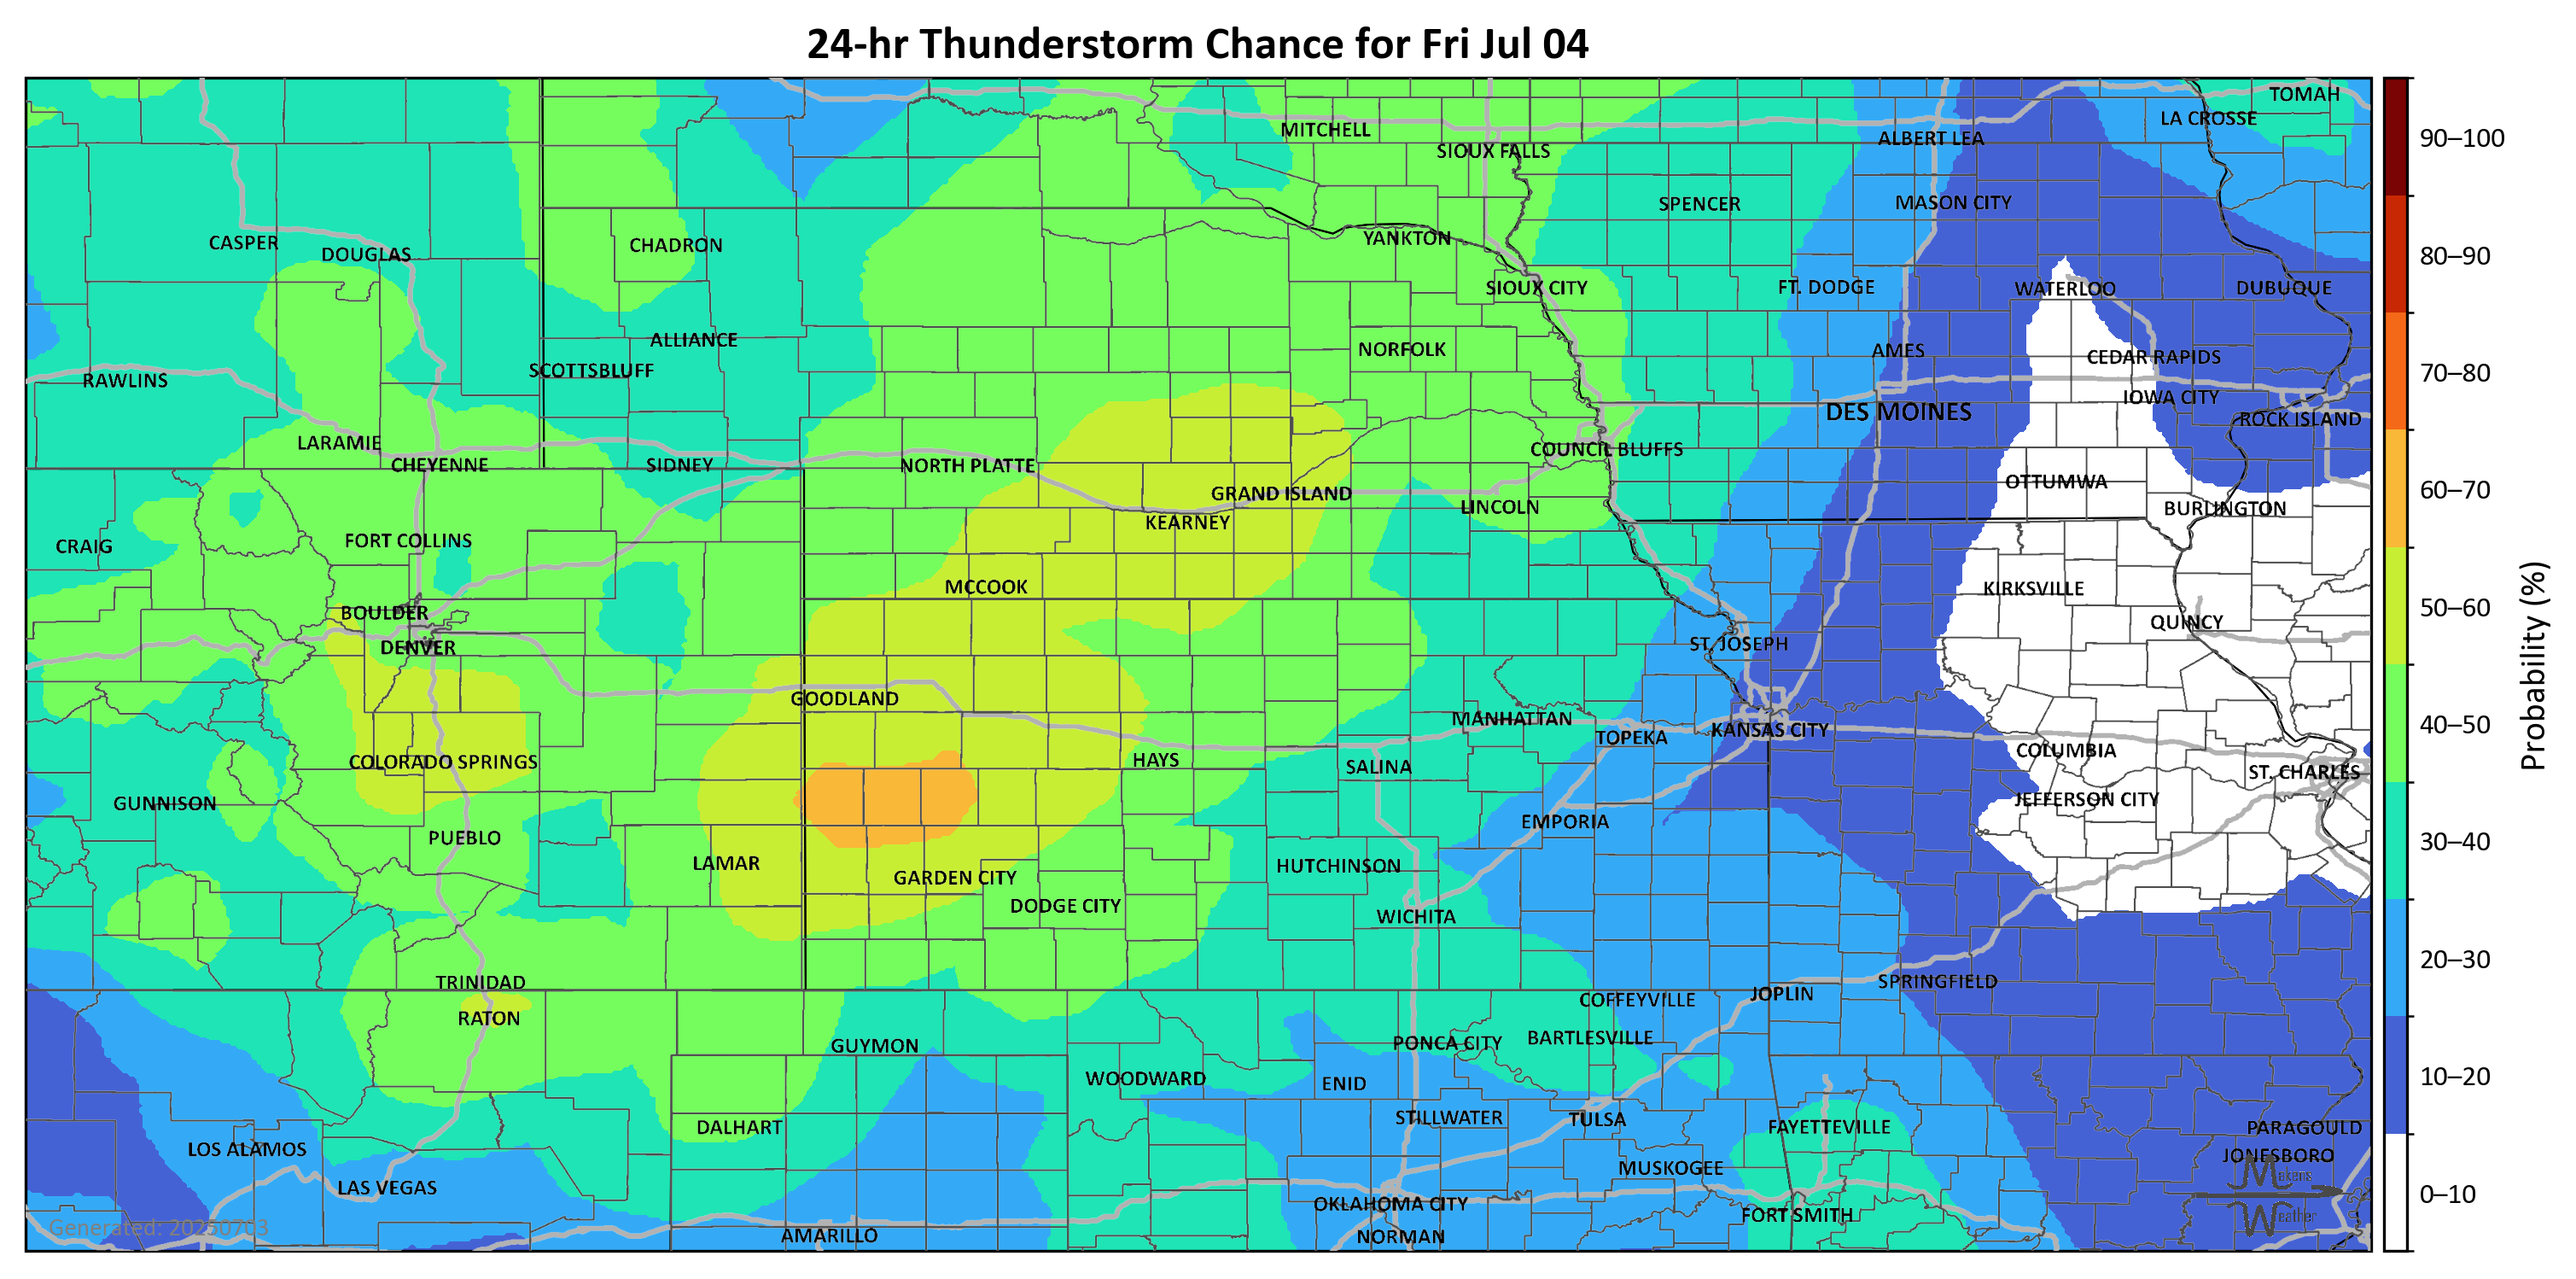 24-hr Thunderstorm Chance for Fri Jul 04
TOMAH
LA CROSSE
MITCHELL
ALBERT LEA
90–100
SIOUX FALLS
SPENCER
MASON CITY
CASPER
CHADRON
YANKTON
DOUGLAS
80–90
SIOUX CITY
FT. DODGE
WATERLOO
DUBUQUE
ALLIANCE
NORFOLK
AMES
CEDAR RAPIDS
SCOTTSBLUFF
70–80
RAWLINS
IOWA CITY
DES MOINES
ROCK ISLAND
LARAMIE
COUNCIL BLUFFS
CHEYENNE
SIDNEY
NORTH PLATTE
OTTUMWA
60–70
GRAND ISLAND
LINCOLN
BURLINGTON
KEARNEY
FORT COLLINS
CRAIG
MCCOOK
KIRKSVILLE
50–60
BOULDER
QUINCY
DENVER
ST. JOSEPH
Probability (%)
GOODLAND
MANHATTAN
40–50
KANSAS CITY
TOPEKA
COLUMBIA
COLORADO SPRINGS
HAYS
SALINA
ST. CHARLES
GUNNISON
JEFFERSON CITY
EMPORIA
PUEBLO
30–40
LAMAR
HUTCHINSON
GARDEN CITY
DODGE CITY
WICHITA
20–30
TRINIDAD
SPRINGFIELD
JOPLIN
COFFEYVILLE
RATON
BARTLESVILLE
PONCA CITY
GUYMON
WOODWARD
ENID
10–20
STILLWATER
TULSA
DALHART
FAYETTEVILLE
PARAGOULD
LOS ALAMOS
JONESBORO
MUSKOGEE
Makens
LAS VEGAS
0–10
OKLAHOMA CITY
FORT SMITH
Weather
Generated: 20250703
AMARILLO
NORMAN